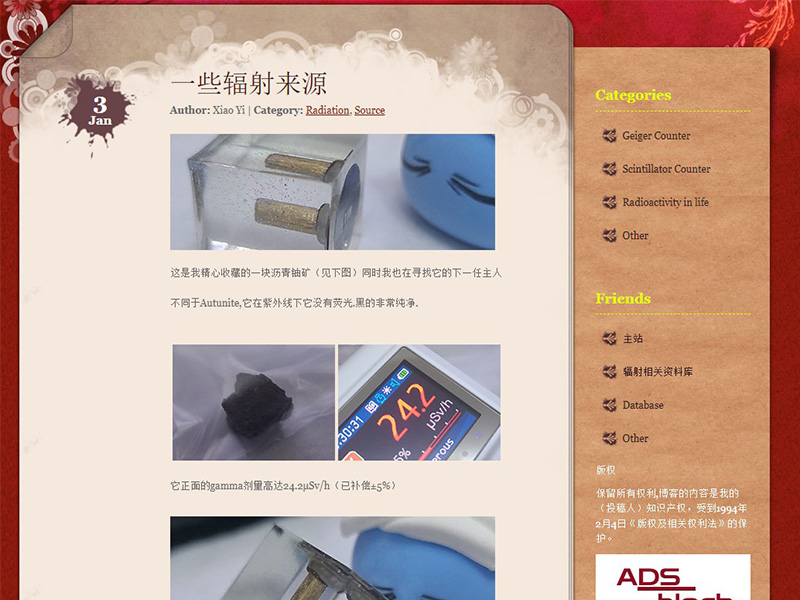 3
Jan
一些辐射来源
Author: Xiao Yi | Category: Radiation, Source
这是我精心收藏的一块沥青铀矿（见下图）同时我也在寻找它的下一任主人
不同于Autunite,它在紫外线下它没有荧光.黑的非常纯净.
:30:31
24.2
μSv/h
5%
它正面的gamma剂量高达24.2μSv/h（已补偿±5%）
Categories
Geiger Counter
Scintillator Counter
Radioactivity in life
Other
Friends
主站
辐射相关资料库
Database
Other
版权
保留所有权利,博客的内容是我的
（投稿人）知识产权，受到1994年
2月4日《版权及相关权利法》的保
护。
ADS